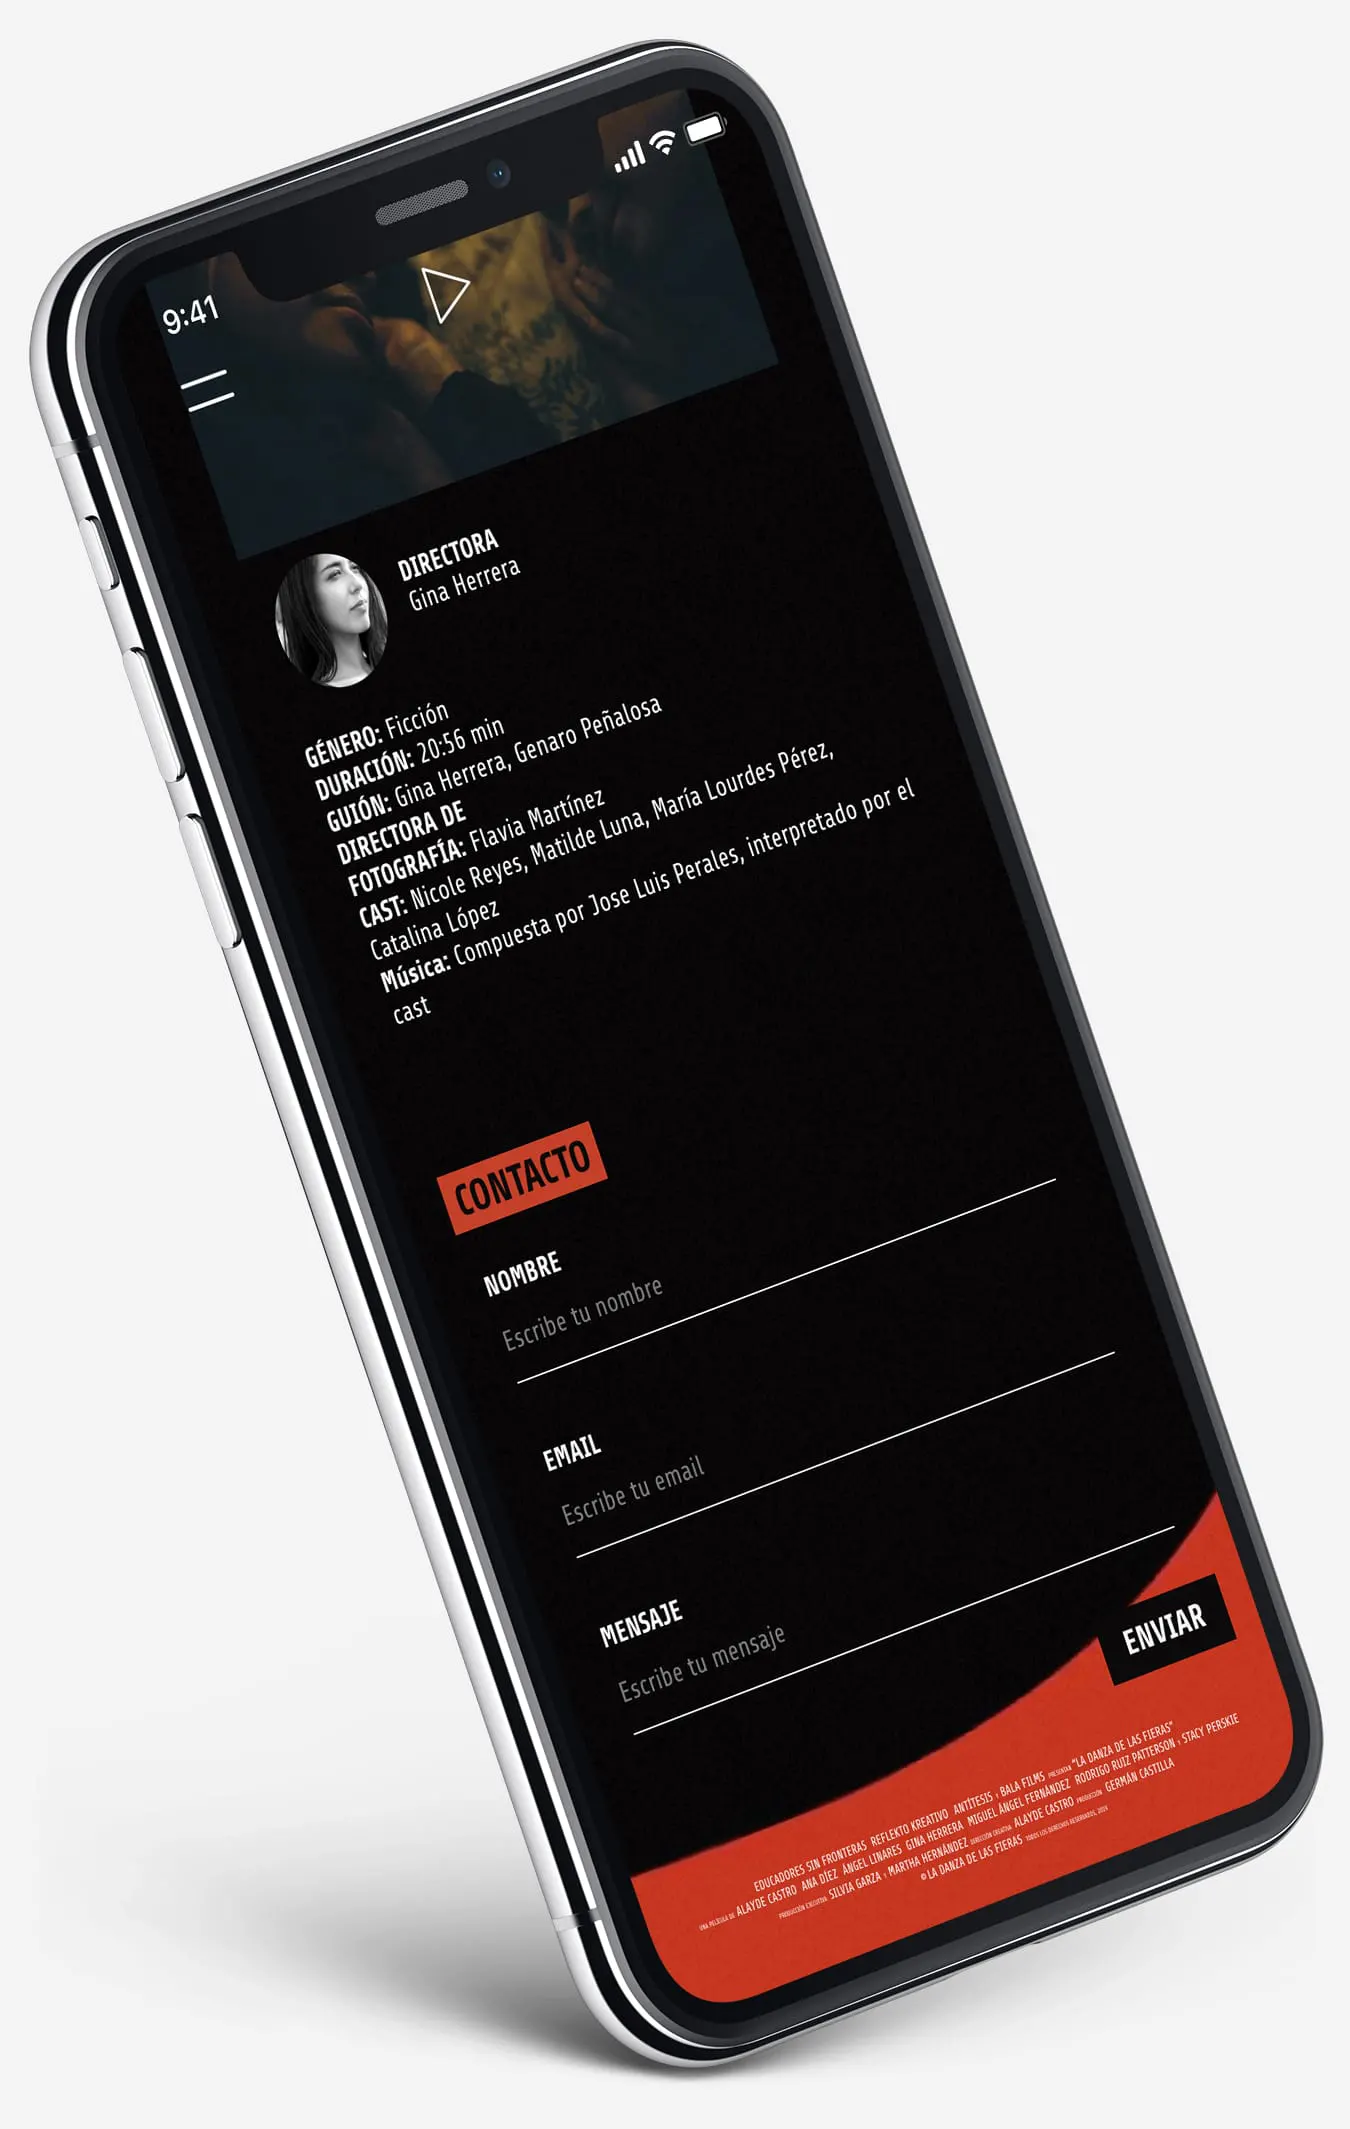 9:41
DIRECTORA
Gina Herrera
GÉNERO: Ficción
DURACIÓN: 20:56 min
GUIÓN: Gina Herrera, Genaro Peñalosa
DIRECTORA DE
FOTOGRAFÍA: Flavia Martínez
CAST: Nicole Reyes, Matilde Luna, María Lourdes Pérez,
Catalina López
Música: Compuesta por Jose Luis Perales, interpretado por el
cast
CONTACTO
NOMBRE
Escribe tu nombre
EMAIL
Escribe tu email
MENSAJE
Escribe tu mensaje
ENVIAR
EDUCADORES SIN FRONTERAS REFLEKTO KREATIVO ANTÍTESIS Y BALA FILMS PRESENTAN "LA DANZA DE LAS FIERAS"
UNA PELÍCULA DE ALAYDE CASTRO ANA DÍEZ ÁNGEL LINARES GINA HERRERA MIGUEL ÁNGEL FERNÁNDEZ RODRIGO RUIZ PATTERSON Y STACY PERSKIE
PRODUCCIÓN EJECUTIVA SILVIA GARZA Y MARTHA HERNÁNDEZ DIRECCIÓN CREATIVA ALAYDE CASTRO PRODUCCIÓN GERMÁN CASTILLA
© LA DANZA DE LAS FIERAS TODOS LOS DERECHOS RESERVADOS, 2019